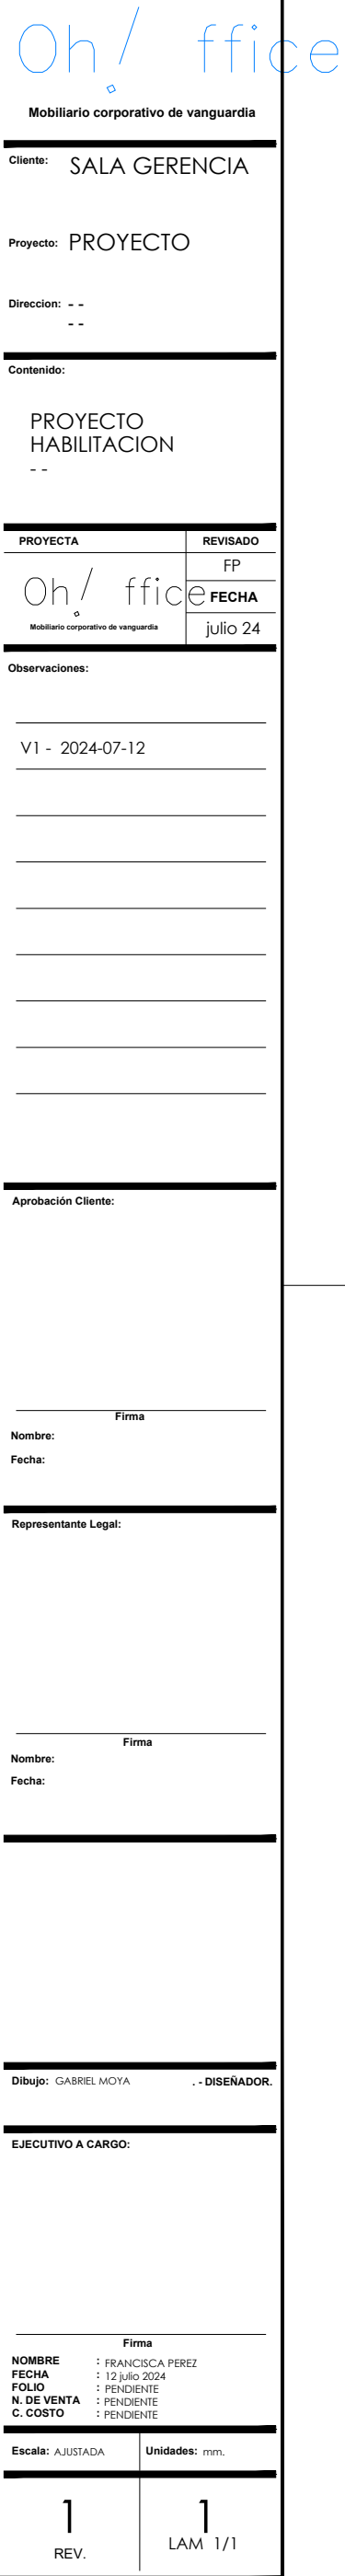 Oh! ffice
Mobiliario corporativo de vanguardia
Cliente: SALA GERENCIA
Proyecto: PROYECTO
Direccion: - -
- -
Contenido:
PROYECTO
HABILITACION
- -
PROYECTA REVISADO
FP
Oh! ffice FECHA
Mobiliario corporativo de vanguardia julio 24
Observaciones:
V1 - 2024-07-12
Aprobación Cliente:
Firma
Nombre:
Fecha:
Representante Legal:
Firma
Nombre:
Fecha:
Dibujo: GABRIEL MOYA . - DISEÑADOR.
EJECUTIVO A CARGO:
Firma
NOMBRE : FRANCISCA PEREZ
FECHA : 12 julio 2024
FOLIO : PENDIENTE
N. DE VENTA : PENDIENTE
C. COSTO : PENDIENTE
Escala: AJUSTADA Unidades: mm.
1 1
REV. LAM 1/1